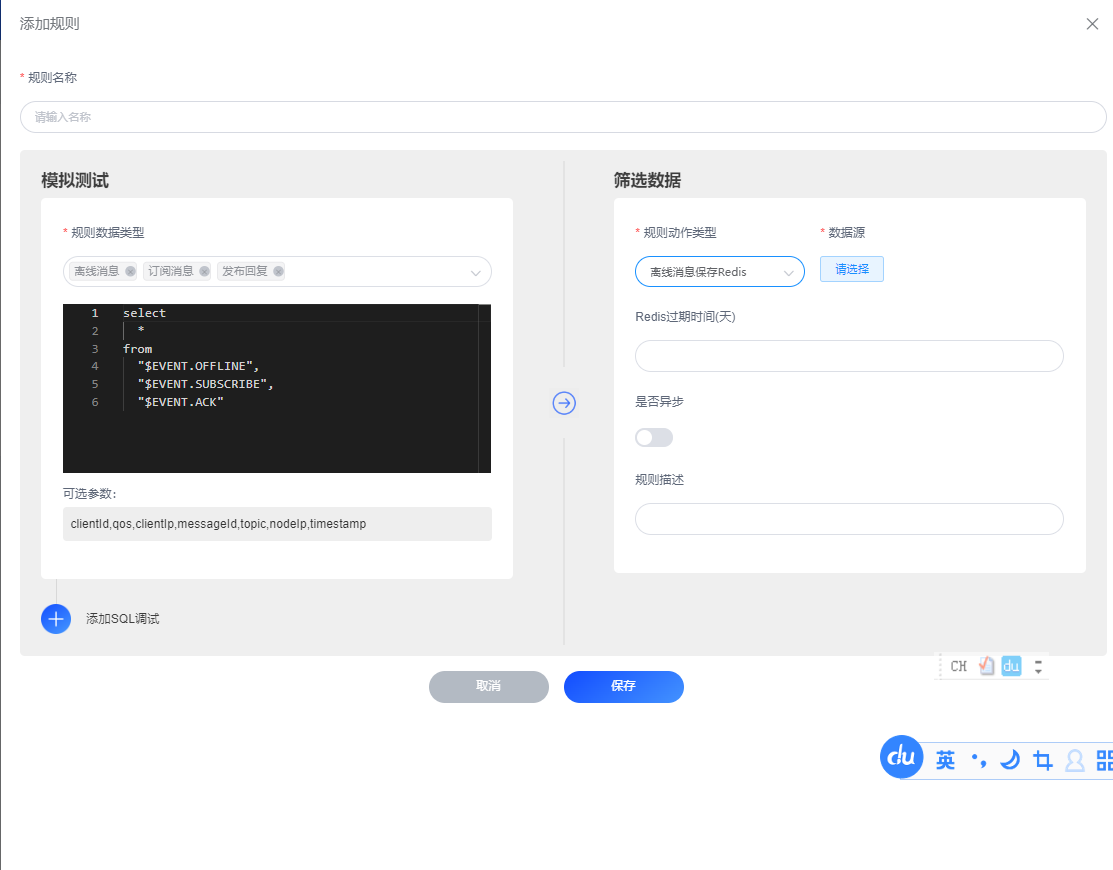 添加规则
* 规则名称
请输入名称
模拟测试
* 规则数据类型
离线消息 订阅消息 发布回复
1 select
2 *
3 from
4 "$EVENT.OFFLINE",
5 "$EVENT.SUBSCRIBE",
6 "$EVENT.ACK"
可选参数:
clientId,qos,clientIp,messageId,topic,nodeIp,timestamp
添加SQL调试
筛选数据
* 规则动作类型 * 数据源
离线消息保存Redis 请选择
Redis过期时间(天)
是否异步
规则描述
取消 保存
CH du
du 英